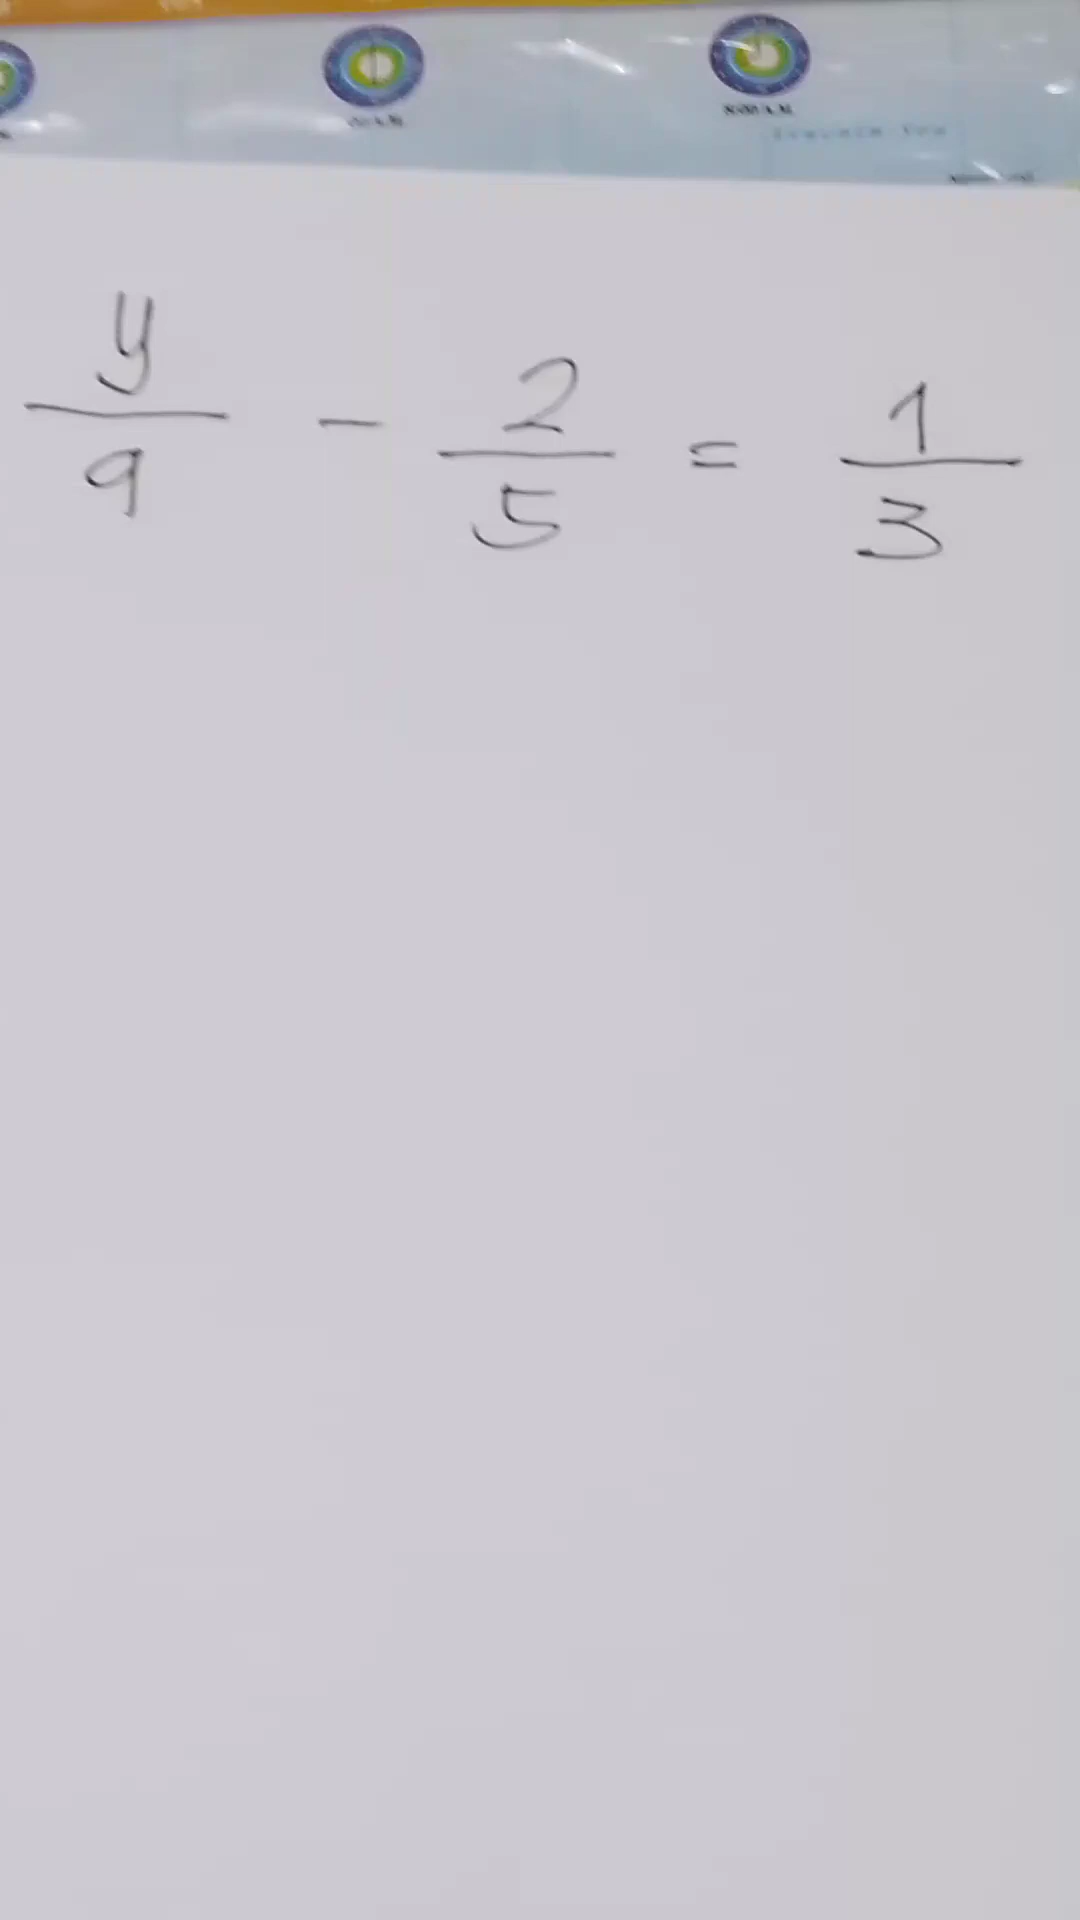 y/9 - 2/5 = 1/3